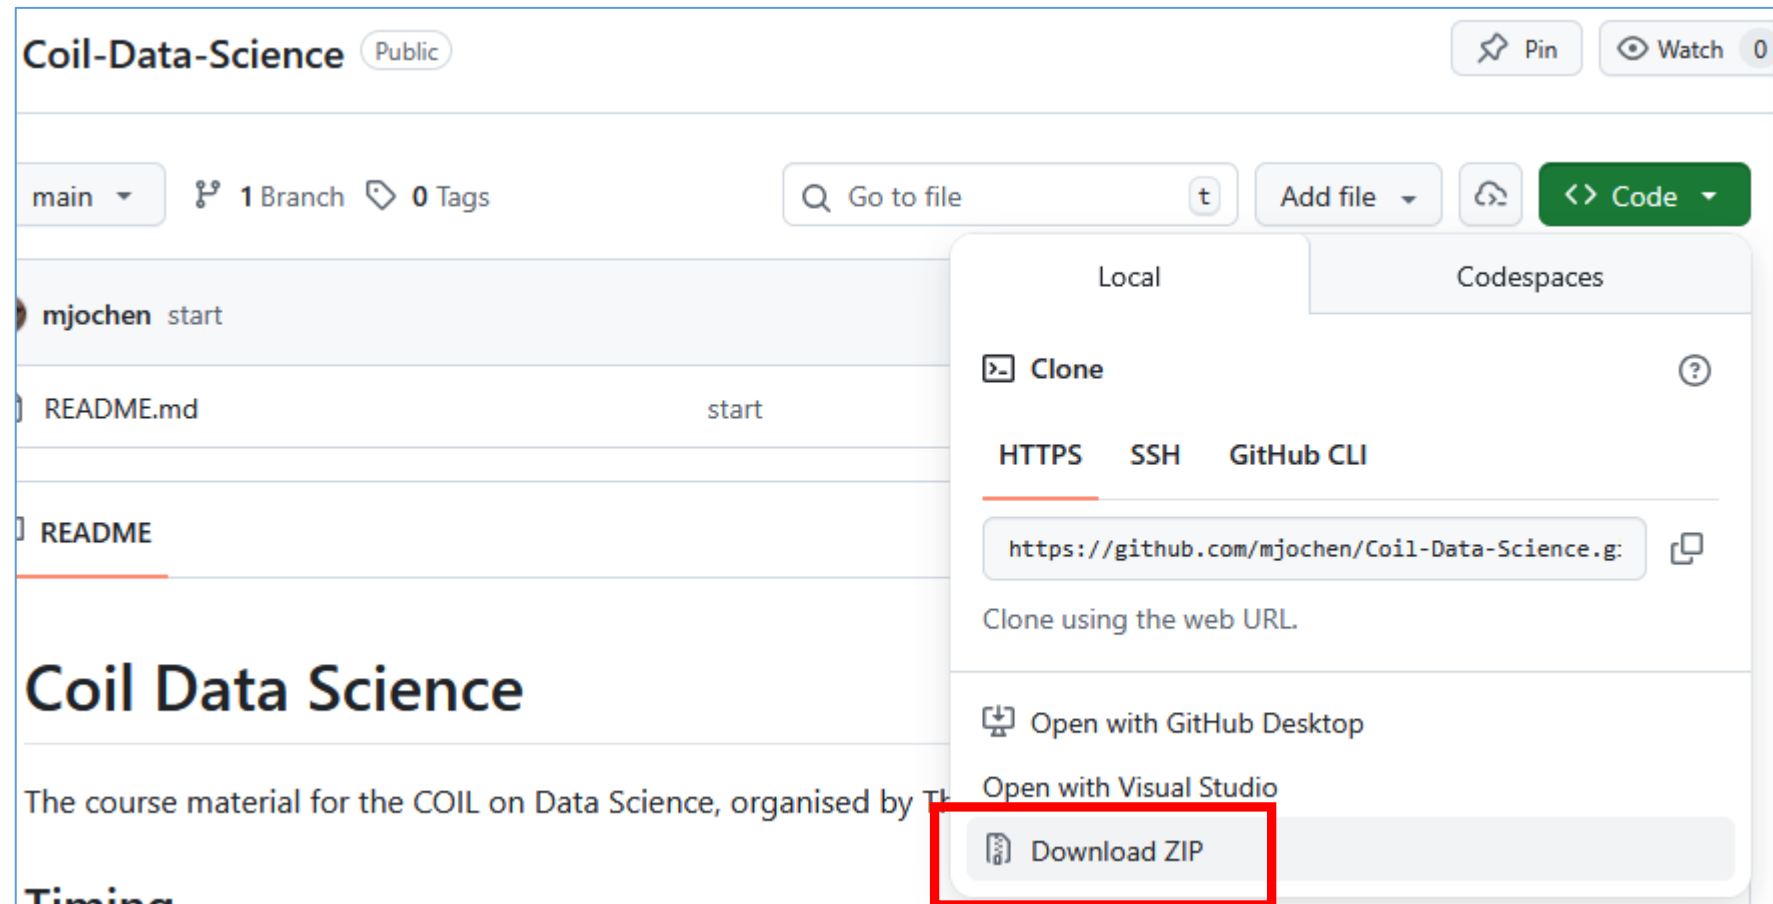 Coil-Data-Science Public Pin Watch 0
main 1 Branch 0 Tags Go to file t Add file Code
Local Codespaces
mjochen start
Clone
README.md start
HTTPS SSH GitHub CLI
README
https://github.com/mjochen/Coil-Data-Science.g
Clone using the web URL.
Coil Data Science
Open with GitHub Desktop
Open with Visual Studio
The course material for the COIL on Data Science, organised by
Download ZIP
Timing